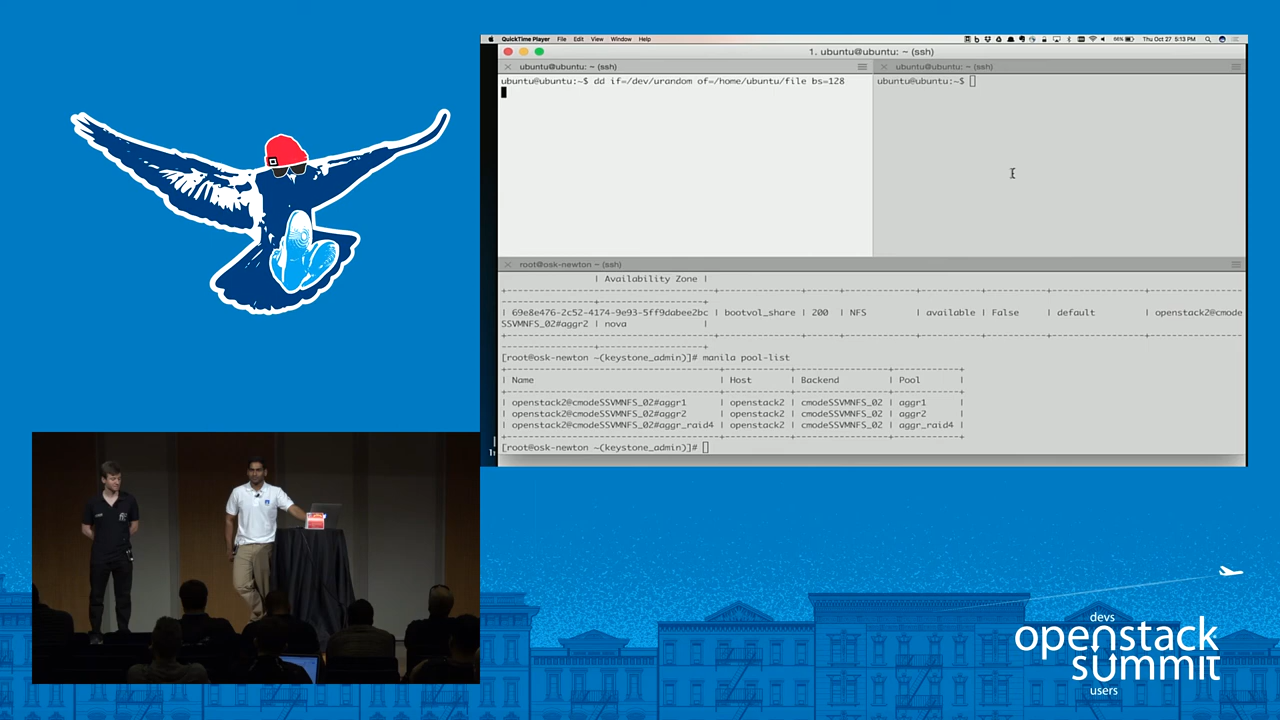 QuickTime Player File Edit View Window Help
66% Thu Oct 27 5:13 PM
1. ubuntu@ubuntu: ~ (ssh)
ubuntu@ubuntu: ~ (ssh)
ubuntu@ubuntu: ~ (ssh)
ubuntu@ubuntu:~$ dd if=/dev/urandom of=/home/ubuntu/file bs=128
ubuntu@ubuntu:~$
root@osk-newton ~ (ssh)
| Availability Zone |
| 69e8e476-2c52-4174-9e93-5ff9dabee2bc | bootvol_share | 200 | NFS | available | False | default | openstack2@cmode
SSVMNFS_02#aggr2 | nova |
[root@osk-newton ~(keystone_admin)]# manila pool-list
| Name | Host | Backend | Pool |
| openstack2@cmodeSSVMNFS_02#aggr1 | openstack2 | cmodeSSVMNFS_02 | aggr1 |
| openstack2@cmodeSSVMNFS_02#aggr2 | openstack2 | cmodeSSVMNFS_02 | aggr2 |
| openstack2@cmodeSSVMNFS_02#aggr_raid4 | openstack2 | cmodeSSVMNFS_02 | aggr_raid4 |
[root@osk-newton ~(keystone_admin)]#
devs
openstack
summit
users